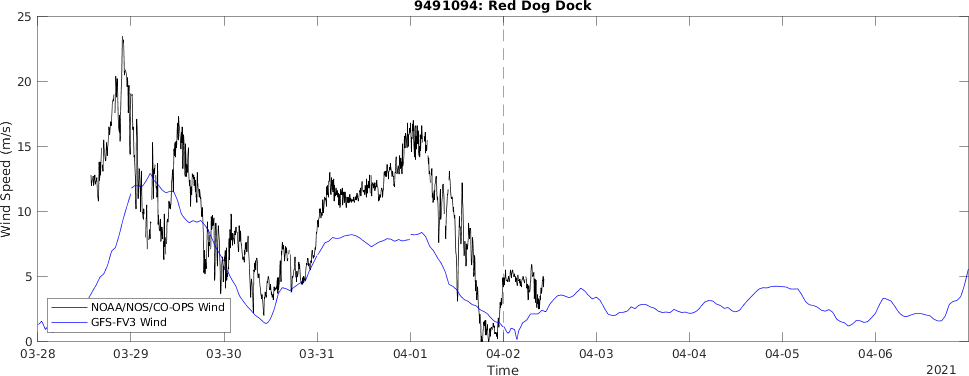 9491094: Red Dog Dock
25
20
15
10
5
0
Wind Speed (m/s)
NOAA/NOS/CO-OPS Wind
GFS-FV3 Wind
03-28 03-29 03-30 03-31 04-01 04-02 04-03 04-04 04-05 04-06
Time
2021